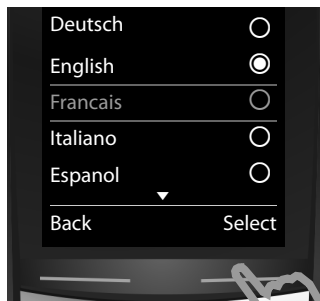 Deutsch
English
Francais
Italiano
Espanol
Back Select